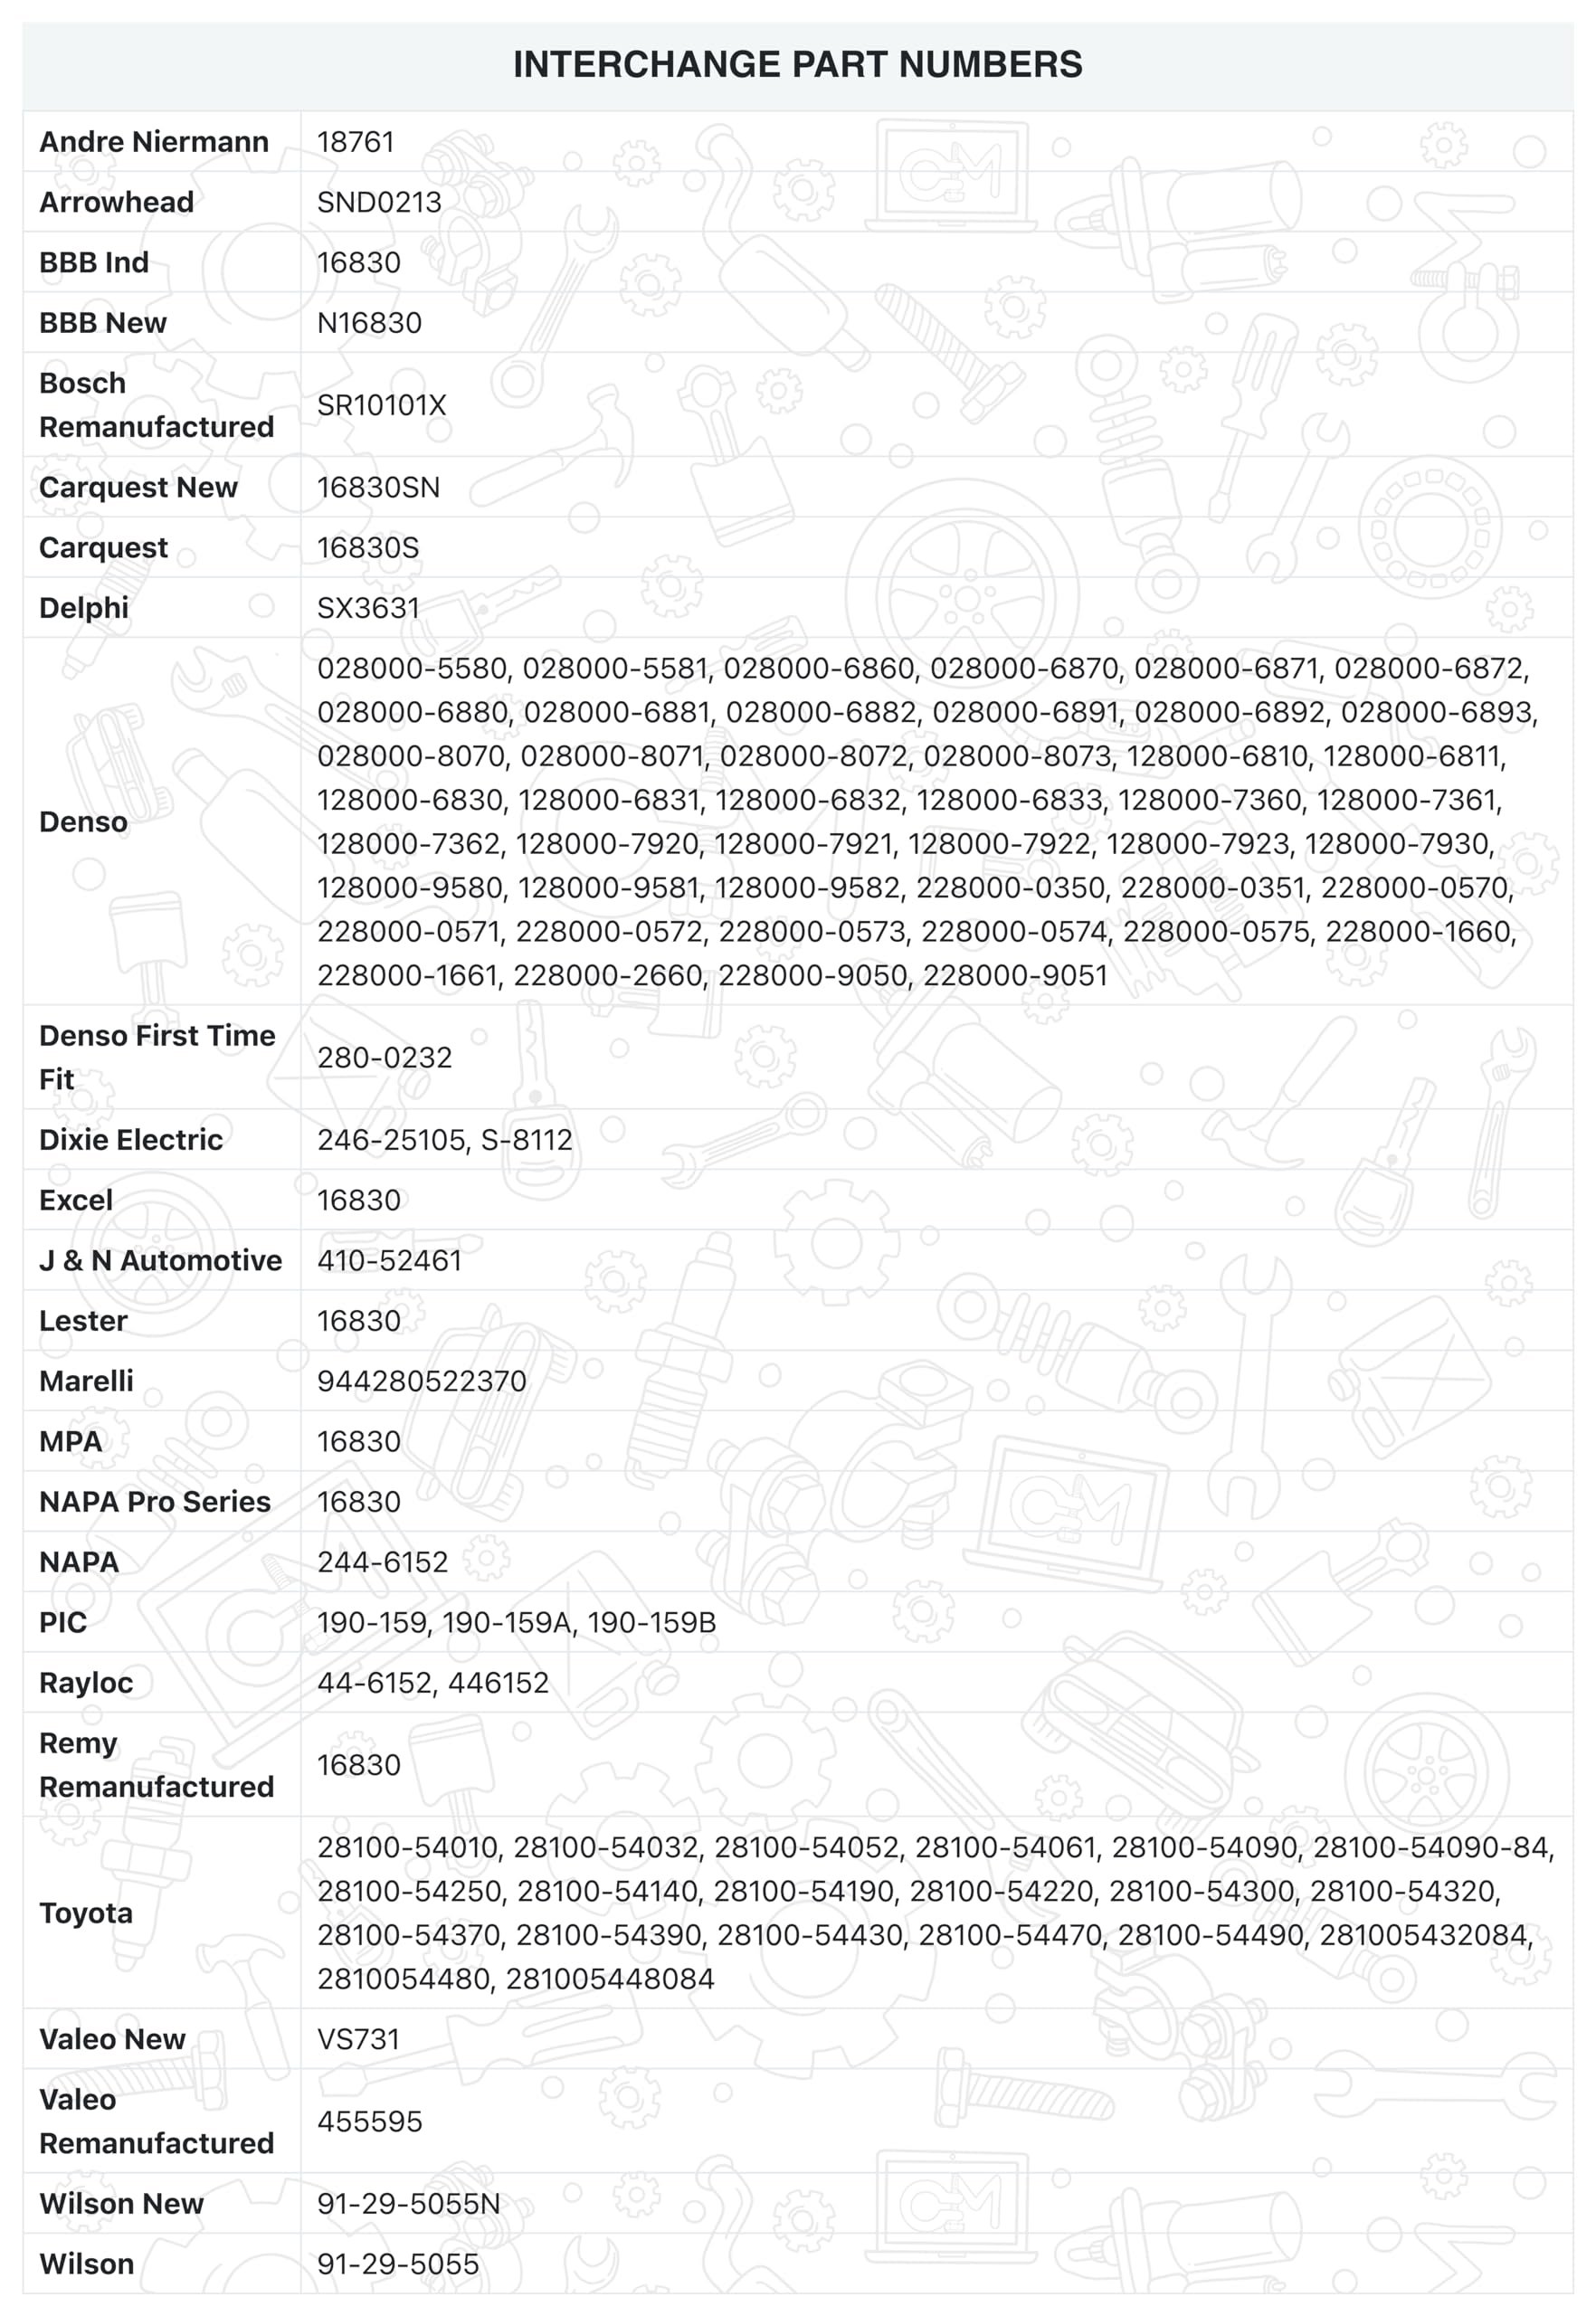 INTERCHANGE PART NUMBERS
Andre Niermann 18761
Arrowhead SND0213
BBB Ind 16830
BBB New N16830
Bosch
Remanufactured
SR10101X
Carquest New 16830SN
Carquest 16830S
Delphi SX3631
Denso
028000-5580, 028000-5581, 028000-6860, 028000-6870, 028000-6871, 028000-6872,
028000-6880, 028000-6881, 028000-6882, 028000-6891, 028000-6892, 028000-6893,
028000-8070, 028000-8071, 028000-8072, 028000-8073, 128000-6810, 128000-6811,
128000-6830, 128000-6831, 128000-6832, 128000-6833, 128000-7360, 128000-7361,
128000-7362, 128000-7920, 128000-7921, 128000-7922, 128000-7923, 128000-7930,
128000-9580, 128000-9581, 128000-9582, 228000-0350, 228000-0351, 228000-0570,
228000-0571, 228000-0572, 228000-0573, 228000-0574, 228000-0575, 228000-1660,
228000-1661, 228000-2660, 228000-9050, 228000-9051
Denso First Time
Fit
280-0232
Dixie Electric 246-25105, S-8112
Excel 16830
J & N Automotive 410-52461
Lester 16830
Marelli 944280522370
MPA 16830
NAPA Pro Series 16830
NAPA 244-6152
PIC 190-159, 190-159A, 190-159B
Rayloc 44-6152, 446152
Remy
Remanufactured
16830
Toyota
28100-54010, 28100-54032, 28100-54052, 28100-54061, 28100-54090, 28100-54090-84,
28100-54250, 28100-54140, 28100-54190, 28100-54220, 28100-54300, 28100-54320,
28100-54370, 28100-54390, 28100-54430, 28100-54470, 28100-54490, 281005432084,
2810054480, 281005448084
Valeo New VS731
Valeo
Remanufactured
455595
Wilson New 91-29-5055N
Wilson 91-29-5055